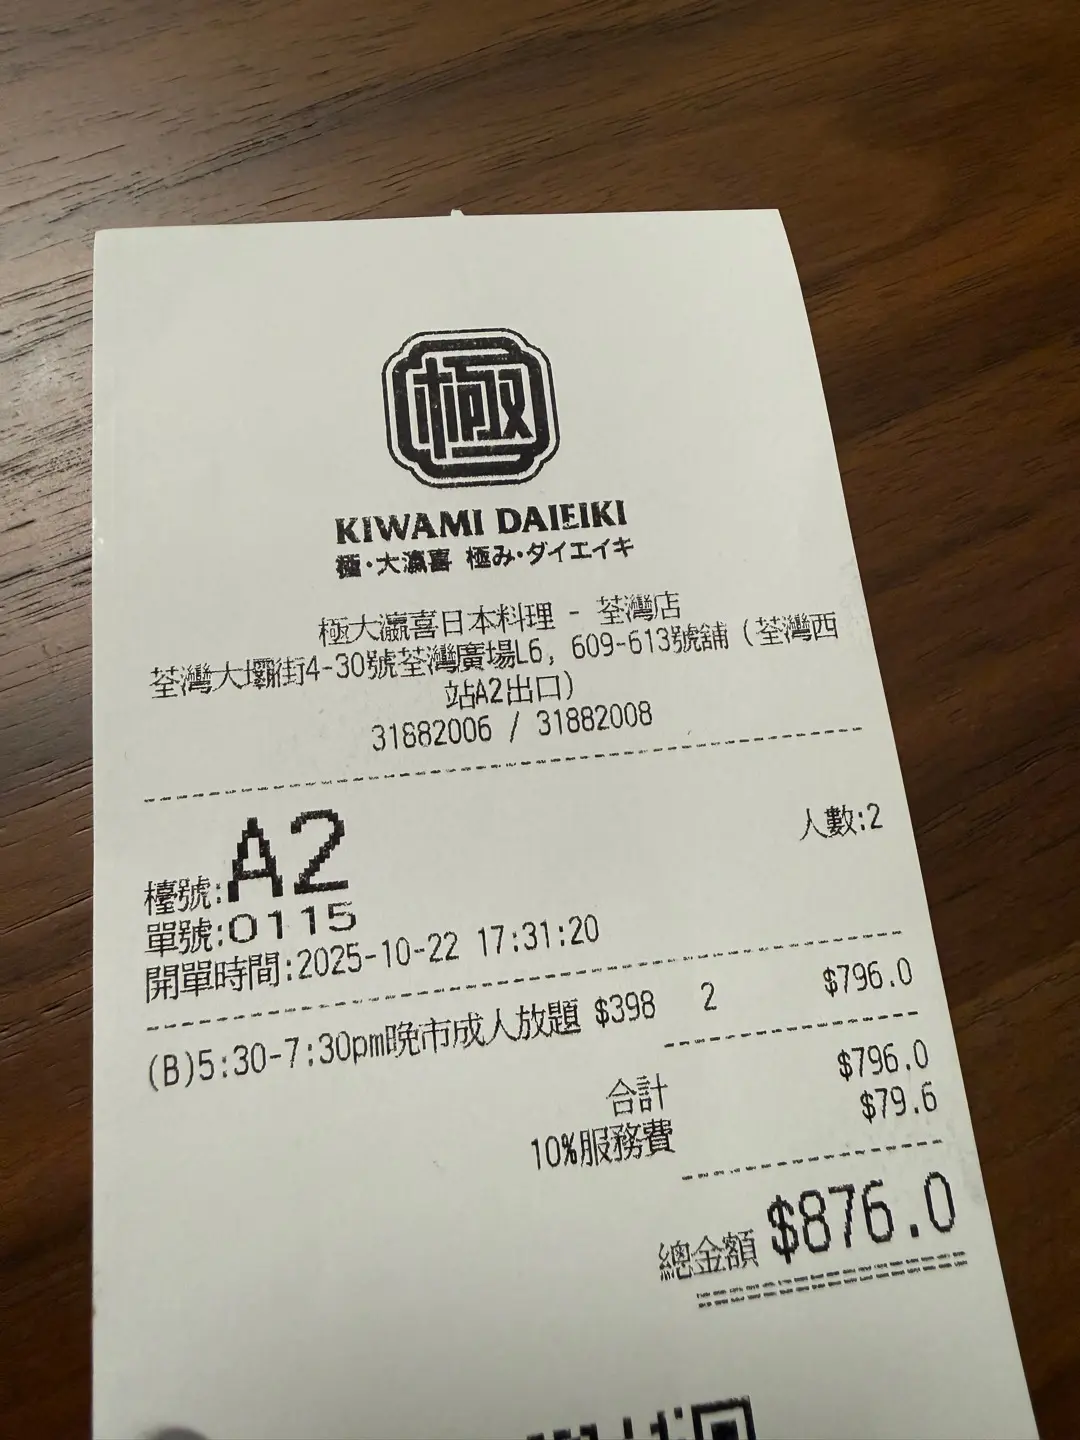 極
KIWAMI DAIEIKI
極・大瀛喜 極み・ダイエイキ
極大瀛喜日本料理 - 荃灣店
荃灣大壩街4-30號荃灣廣場L6, 609-613號舖 (荃灣西
站A2出口)
31882006 / 31882008
人數:2
檯號:A2
單號:0115
開單時間:2025-10-22 17:31:20
(B)5:30-7:30pm晚市成人放題 $398 2 $796.0
合計 $796.0
10%服務費 $79.6
總金額 $876.0